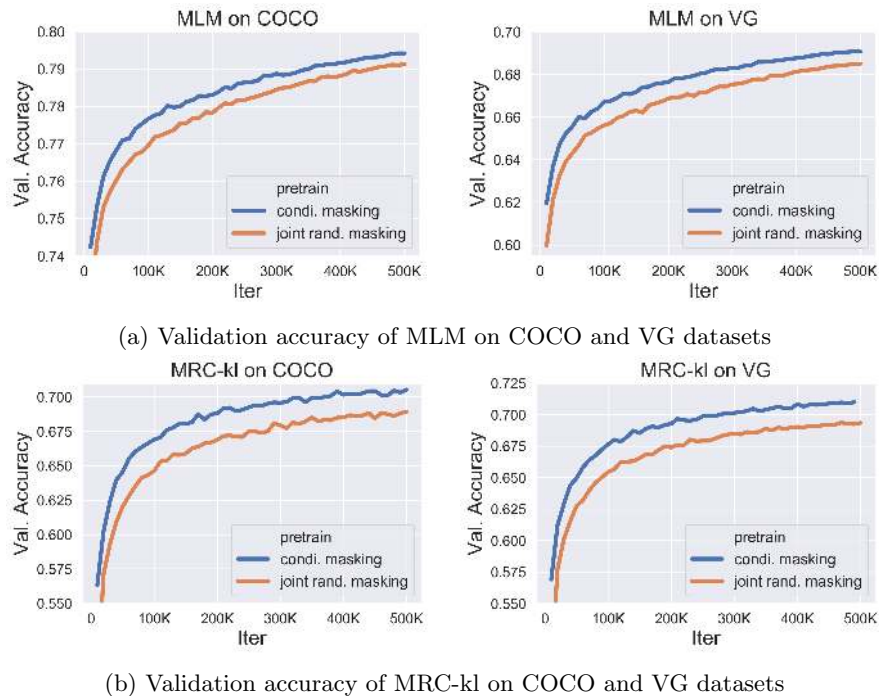 MLM on COCO
0.80
0.79
0.78
0.77
0.76
0.75
0.74
Val. Accuracy
pretrain
condi. masking
joint rand. masking
0 100K 200K 300K 400K 500K
Iter
MLM on VG
0.70
0.68
0.66
0.64
0.62
0.60
Val. Accuracy
pretrain
condi. masking
joint rand. masking
0 100K 200K 300K 400K 500K
Iter
(a) Validation accuracy of MLM on COCO and VG datasets
MRC-kl on COCO
0.700
0.675
0.650
0.625
0.600
0.575
0.550
Val. Accuracy
pretrain
condi. masking
joint rand. masking
0 100K 200K 300K 400K 500K
Iter
MRC-kl on VG
0.725
0.700
0.675
0.650
0.625
0.600
0.575
0.550
Val. Accuracy
pretrain
condi. masking
joint rand. masking
0 100K 200K 300K 400K 500K
Iter
(b) Validation accuracy of MRC-kl on COCO and VG datasets